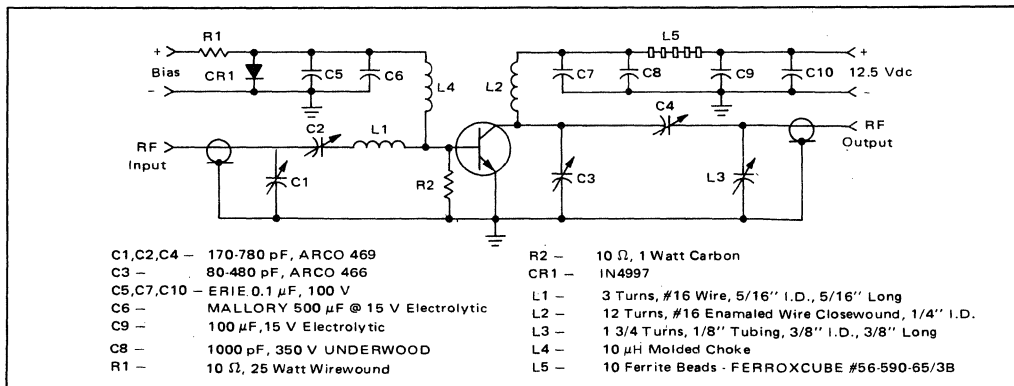 R1
L5
+
+
Bias
CR1
C5
C6
L4
L2
C7
C8
C9
C10
12.5 Vdc
–
–
C4
C2
L1
RF
Input
RF
Output
C1
R2
C3
L3
C1,C2,C4 – 170-780 pF, ARCO 469
C3 – 80-480 pF, ARCO 466
C5,C7,C10 – ERIE 0.1 µF, 100 V
C6 – MALLORY 500 µF @ 15 V Electrolytic
C9 – 100 µF, 15 V Electrolytic
C8 – 1000 pF, 350 V UNDERWOOD
R1 – 10 Ω, 25 Watt Wirewound
R2 – 10 Ω, 1 Watt Carbon
CR1 – IN4997
L1 – 3 Turns, #16 Wire, 5/16'' I.D., 5/16'' Long
L2 – 12 Turns, #16 Enamaled Wire Closewound, 1/4'' I.D.
L3 – 1 3/4 Turns, 1/8'' Tubing, 3/8'' I.D., 3/8'' Long
L4 – 10 µH Molded Choke
L5 – 10 Ferrite Beads - FERROXCUBE #56-590-65/3B